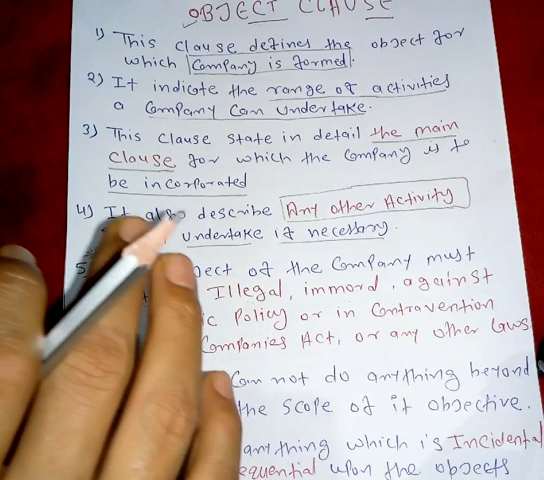 OBJECT CLAUSE
1) This clause defines the object for
which Company is formed.
2) It indicate the range of activities
a Company Can undertake.
3) This Clause state in detail the main
Clause for which the Company is to
be incorporated
4) It also describe Any other Activity
undertake if necessary.
5) ject of the Company must
Illegal, immoral, against
ic Policy or in Contravention
Companies Act, or any other laws.
Can not do anything beyond
the scope of it objective.
anything which is Incidental
equential upon the objects